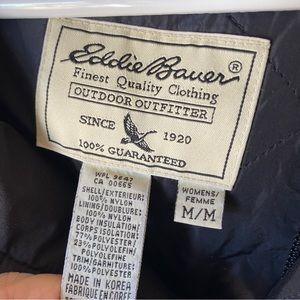 Eddie Bauer®
Finest Quality Clothing
OUTDOOR OUTFITTER
SINCE 1920
100% GUARANTEED
WPL 9647
CA 00665
SHELL/EXTERIEUR:
100% NYLON
LINING/DOUBLURE:
100% NYLON
BODY INSULATION/
CORPS ISOLATION:
77% POLYESTER/
23% POLYOLEFIN
TRIM/GARNITURE:
100% POLYESTER
MADE IN KOREA
FABRIQUE EN COREE
WOMENS/
FEMME
M/M